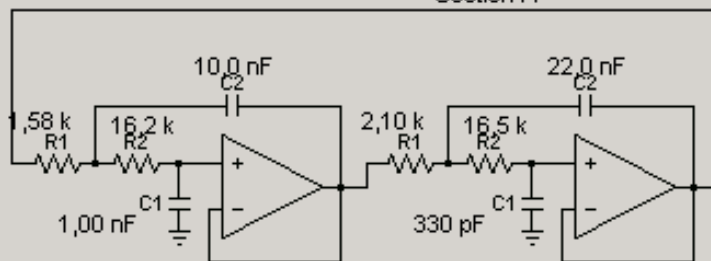 10,0 nF
C2
22,0 nF
C2
1,58 k
R1
16,2 k
R2
2,10 k
R1
16,5 k
R2
+
+
C1
C1
−
−
1,00 nF
330 pF